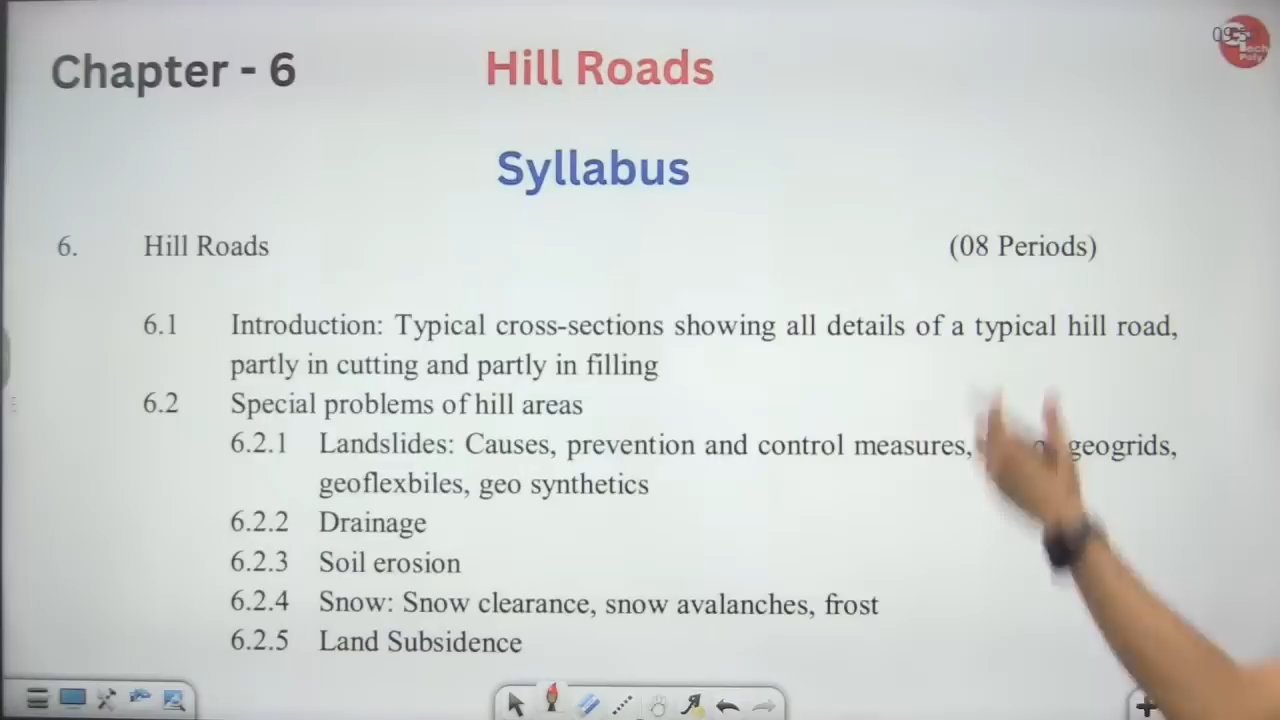 Chapter - 6
Hill Roads
Tech
Poly
Syllabus
6. Hill Roads (08 Periods)
6.1 Introduction: Typical cross-sections showing all details of a typical hill road,
partly in cutting and partly in filling
6.2 Special problems of hill areas
6.2.1 Landslides: Causes, prevention and control measures, geogrids,
geoflexbiles, geo synthetics
6.2.2 Drainage
6.2.3 Soil erosion
6.2.4 Snow: Snow clearance, snow avalanches, frost
6.2.5 Land Subsidence